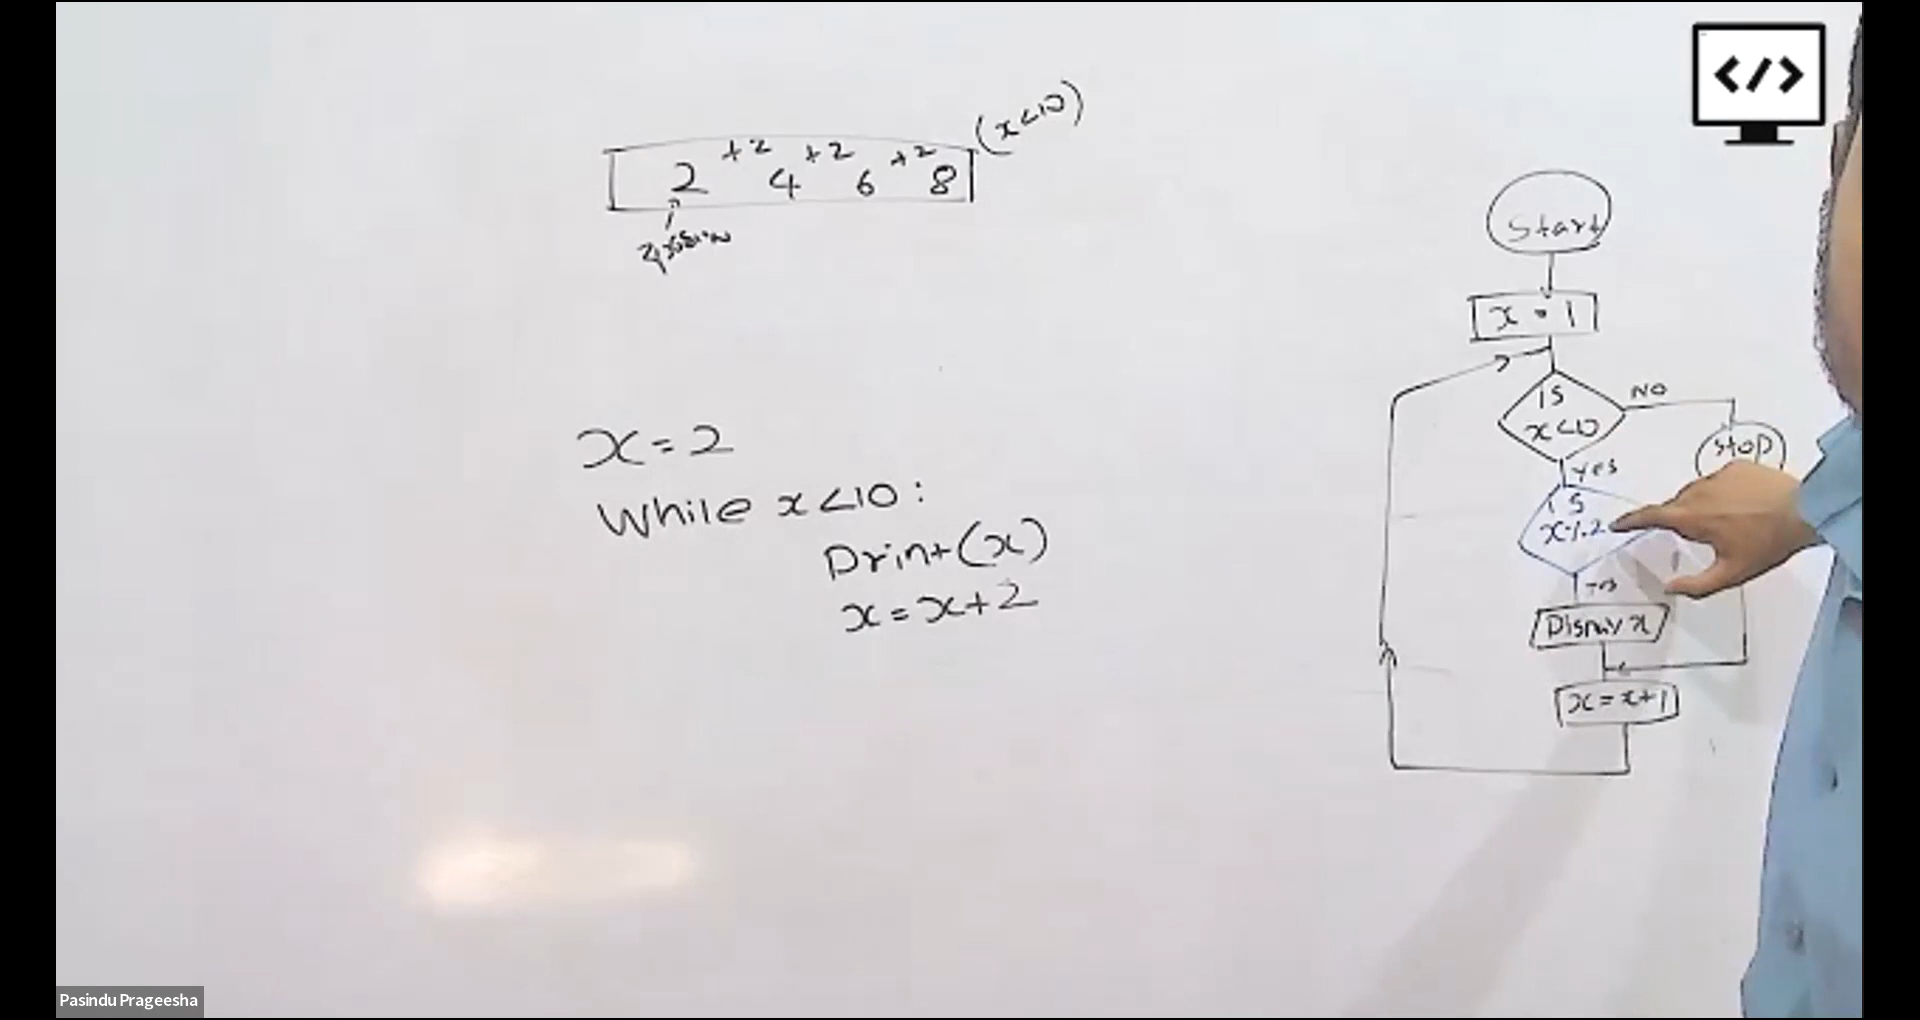 </>
+2 +2 +2 (x<10)
2 4 6 8
x=2
While x<10:
Print(x)
x=x+2
Start
x = 1
is
x<10
NO
Stop
yes
is
x%2
yes
Display x
x=x+1
Pasindu Prageesha